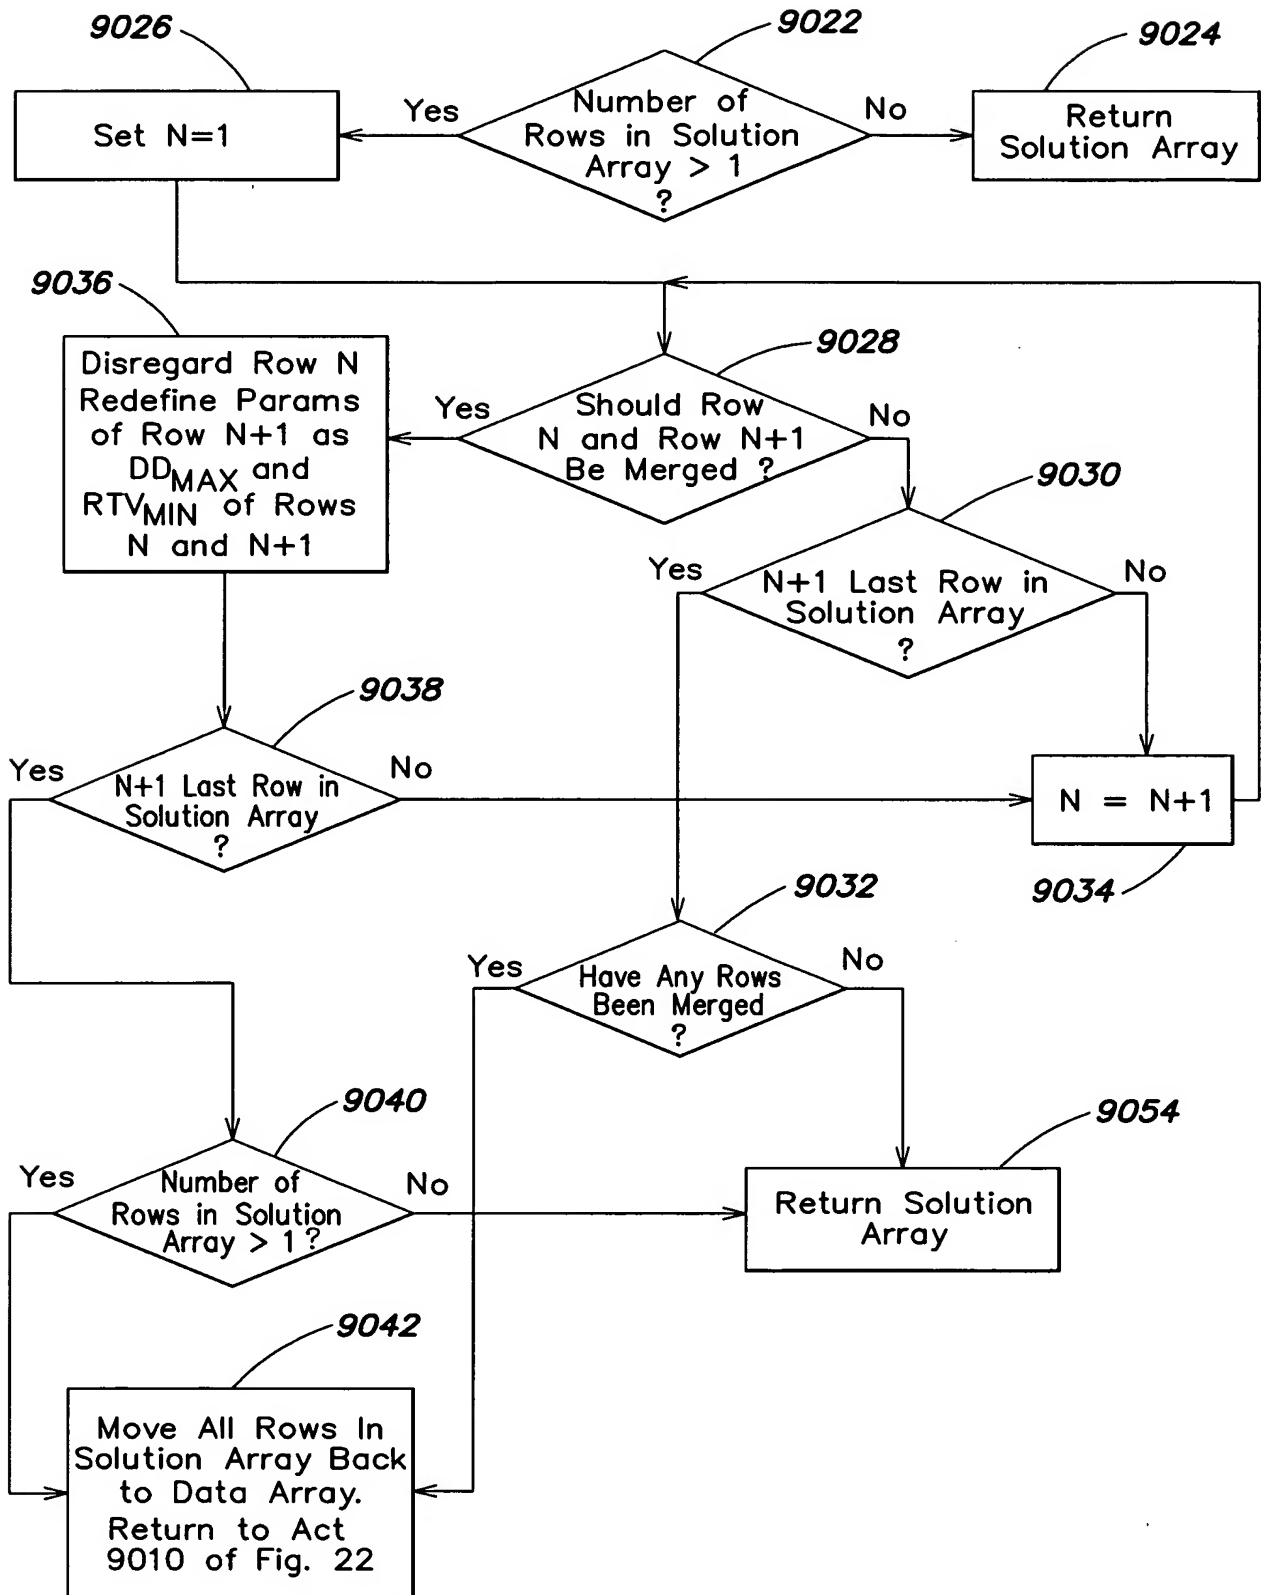 9026
9022
9024
Set N=1
Yes
Number of
Rows in Solution
Array > 1
?
No
Return
Solution Array
9036
9028
Disregard Row N
Redefine Params
of Row N+1 as
DDMAX and
RTVMIN of Rows
N and N+1
Yes
Should Row
N and Row N+1
Be Merged ?
No
9030
Yes
N+1 Last Row in
Solution Array
?
No
9038
Yes
N+1 Last Row in
Solution Array
?
No
N = N+1
9034
9032
Yes
Have Any Rows
Been Merged
?
No
9040
9054
Yes
Number of
Rows in Solution
Array > 1 ?
No
Return Solution
Array
9042
Move All Rows In
Solution Array Back
to Data Array.
Return to Act
9010 of Fig. 22